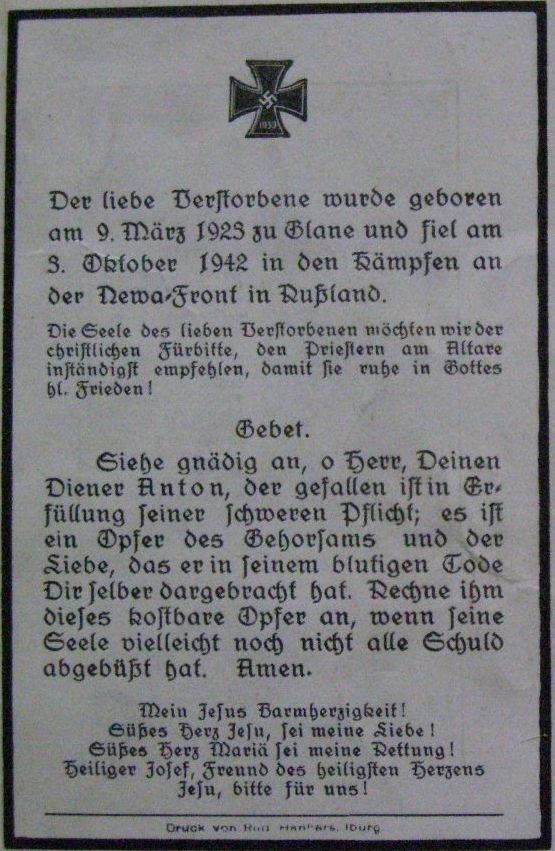 1939
Der liebe Verstorbene wurde geboren
am 9. März 1923 zu Glane und fiel am
3. Oktober 1942 in den Kämpfen an
der Newa-Front in Rußland.
Die Seele des lieben Verstorbenen möchten wir der
christlichen Fürbitte, den Priestern am Altare
inständigst empfehlen, damit sie ruhe in Gottes
hl. Frieden!
Gebet.
Siehe gnädig an, o Herr, Deinen
Diener Anton, der gefallen ist in Er-
füllung seiner schweren Pflicht; es ist
ein Opfer des Gehorsams und der
Liebe, das er in seinem blutigen Tode
Dir selber dargebracht hat. Rechne ihm
dieses kostbare Opfer an, wenn seine
Seele vielleicht noch nicht alle Schuld
abgebüßt hat. Amen.
Mein Jesus Barmherzigkeit!
Süßes Herz Jesu, sei meine Liebe!
Süßes Herz Mariä sei meine Rettung!
Heiliger Josef, Freund des heiligsten Herzens
Jesu, bitte für uns!
Druck von Iburg